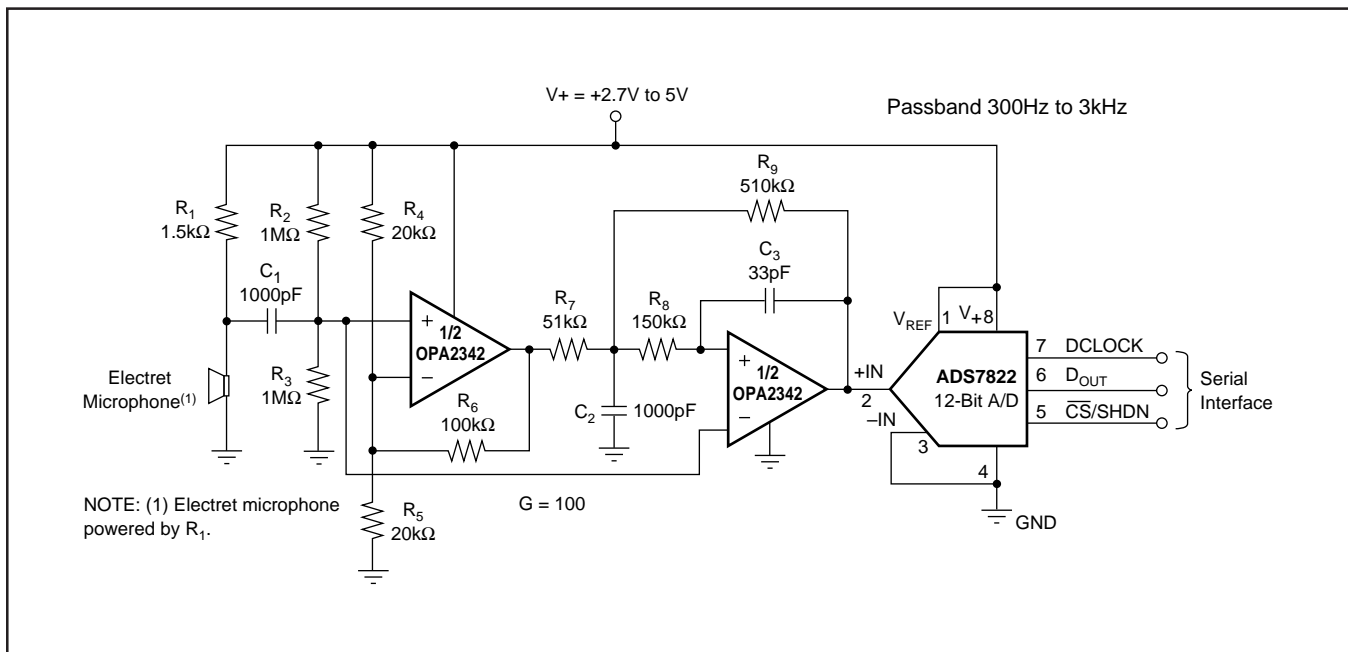 V+ = +2.7V to 5V
Passband 300Hz to 3kHz
R9
510kΩ
R1
1.5kΩ
R2
1MΩ
R4
20kΩ
C3
33pF
C1
1000pF
R7
51kΩ
R8
150kΩ
VREF
1
V+8
+
1/2
OPA2342
−
+
1/2
OPA2342
−
+IN
2
−IN
3
ADS7822
12-Bit A/D
7 DCLOCK
6 DOUT
5 CS/SHDN
Serial
Interface
4
GND
Electret
Microphone(1)
R3
1MΩ
R6
100kΩ
C2
1000pF
NOTE: (1) Electret microphone
powered by R1.
R5
20kΩ
G = 100